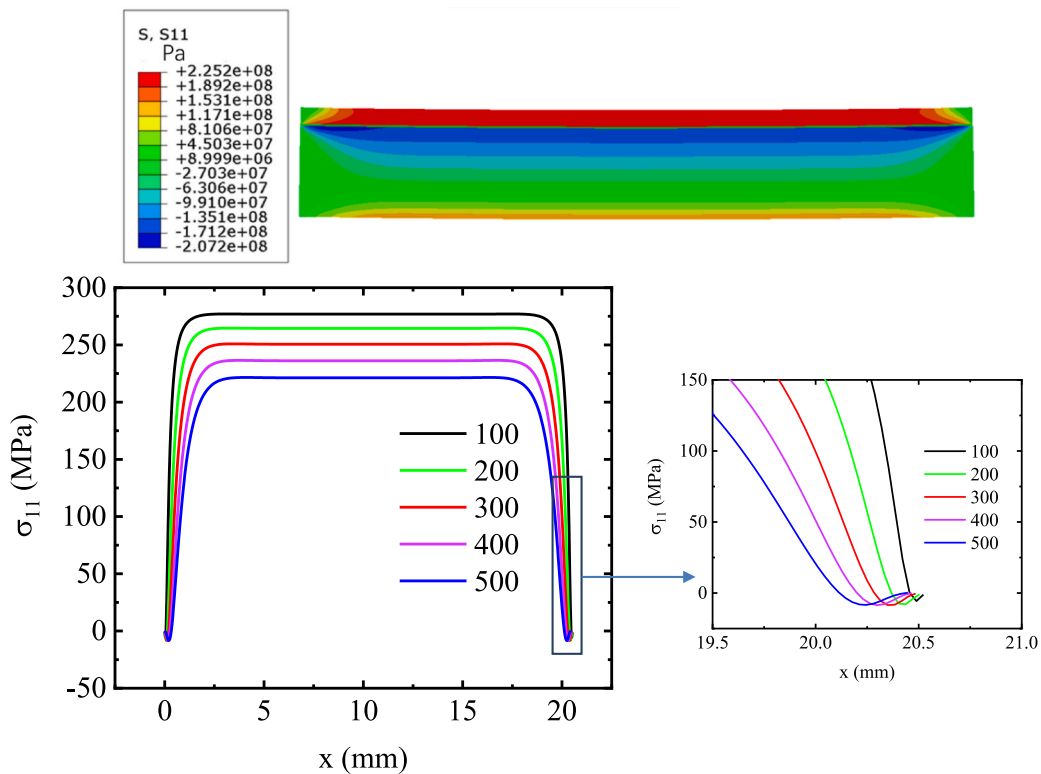 S, S11
Pa
+2.252e+08
+1.892e+08
+1.531e+08
+1.171e+08
+8.106e+07
+4.503e+07
+8.999e+06
-2.703e+07
-6.306e+07
-9.910e+07
-1.351e+08
-1.712e+08
-2.072e+08
300
250
200
150
100
50
0
-50
σ11 (MPa)
0 5 10 15 20
x (mm)
100
200
300
400
500
150
100
50
0
σ11 (MPa)
19.5 20.0 20.5 21.0
x (mm)
100
200
300
400
500